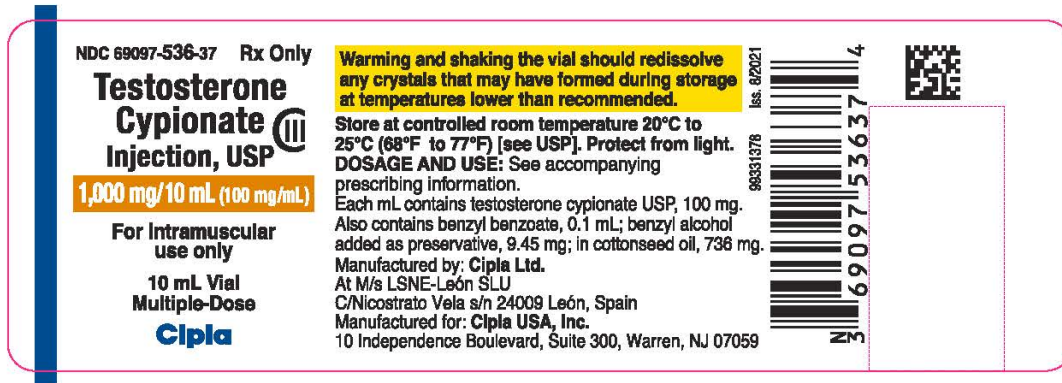 NDC 69097-536-37 Rx Only
Testosterone
Cypionate CIII
Injection, USP
1,000 mg/10 mL (100 mg/mL)
For Intramuscular
use only
10 mL Vial
Multiple-Dose
Cipla
Warming and shaking the vial should redissolve
any crystals that may have formed during storage
at temperatures lower than recommended.
Store at controlled room temperature 20°C to
25°C (68°F to 77°F) [see USP]. Protect from light.
DOSAGE AND USE: See accompanying
prescribing information.
Each mL contains testosterone cypionate USP, 100 mg.
Also contains benzyl benzoate, 0.1 mL; benzyl alcohol
added as preservative, 9.45 mg; in cottonseed oil, 736 mg.
Manufactured by: Cipla Ltd.
At M/s LSNE-León SLU
C/Nicostrato Vela s/n 24009 León, Spain
Manufactured for: Cipla USA, Inc.
10 Independence Boulevard, Suite 300, Warren, NJ 07059
99331378 Iss. 8/2021
N
3 69097 53637 4